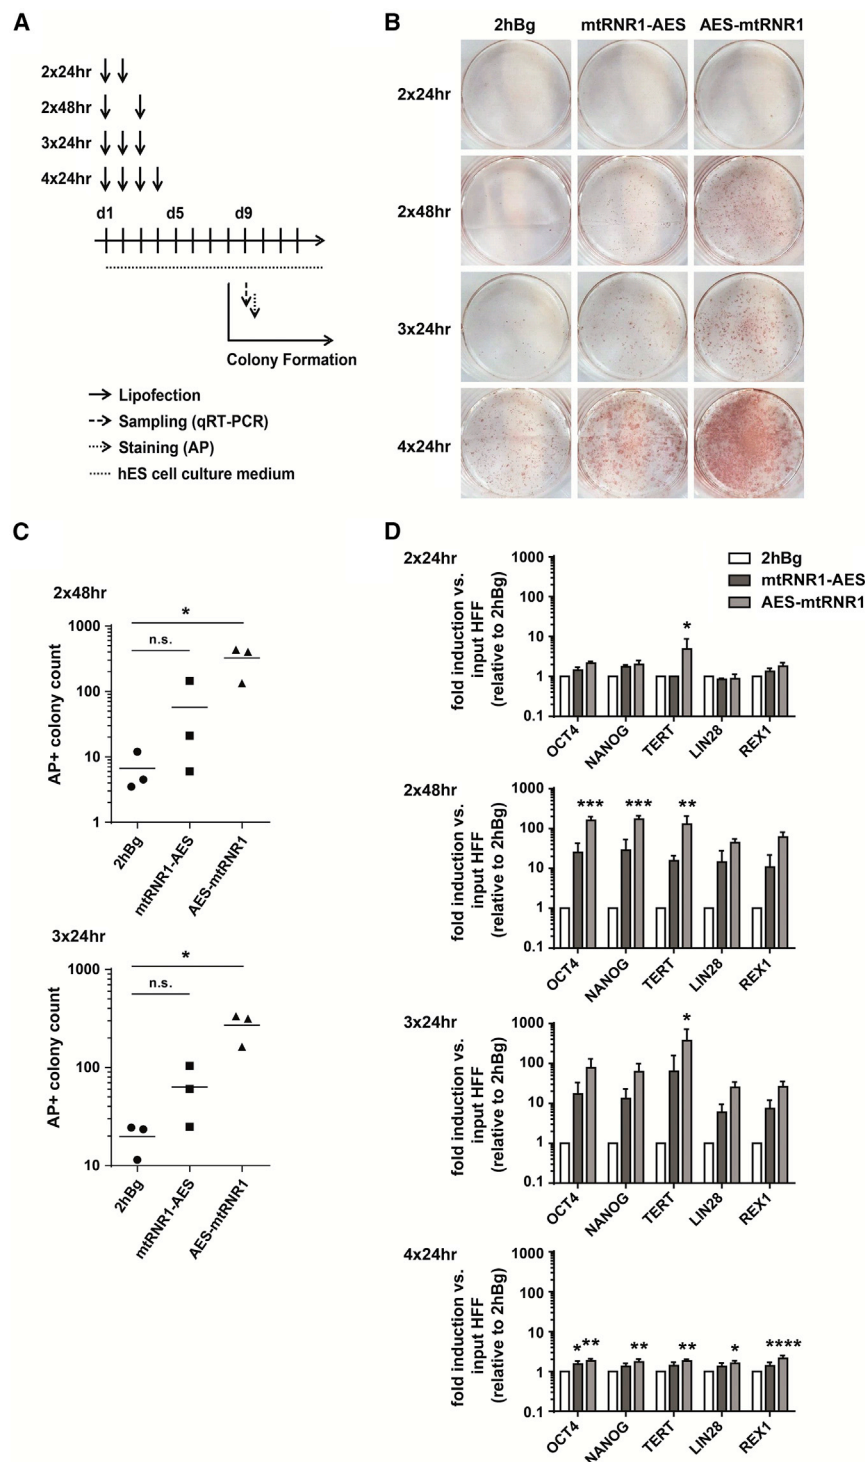 A
2x24hr
2x48hr
3x24hr
4x24hr
d1 d5 d9
Colony Formation
Lipofection
Sampling (qRT-PCR)
Staining (AP)
hES cell culture medium
B
2hBg mtRNR1-AES AES-mtRNR1
2x24hr
2x48hr
3x24hr
4x24hr
C
2x48hr
*
n.s.
1000
100
10
1
AP+ colony count
2hBg
mtRNR1-AES
AES-mtRNR1
3x24hr
*
n.s.
1000
100
10
AP+ colony count
2hBg
mtRNR1-AES
AES-mtRNR1
D
2x24hr
2hBg
mtRNR1-AES
AES-mtRNR1
fold induction vs.
input HFF
(relative to 2hBg)
1000
100
10
1
0.1
*
OCT4
NANOG
TERT
LIN28
REX1
2x48hr
fold induction vs.
input HFF
(relative to 2hBg)
1000
100
10
1
0.1
*** *** **
OCT4
NANOG
TERT
LIN28
REX1
3x24hr
fold induction vs.
input HFF
(relative to 2hBg)
1000
100
10
1
0.1
*
OCT4
NANOG
TERT
LIN28
REX1
4x24hr
fold induction vs.
input HFF
(relative to 2hBg)
1000
100
10
1
0.1
* ** ** ** * ****
OCT4
NANOG
TERT
LIN28
REX1